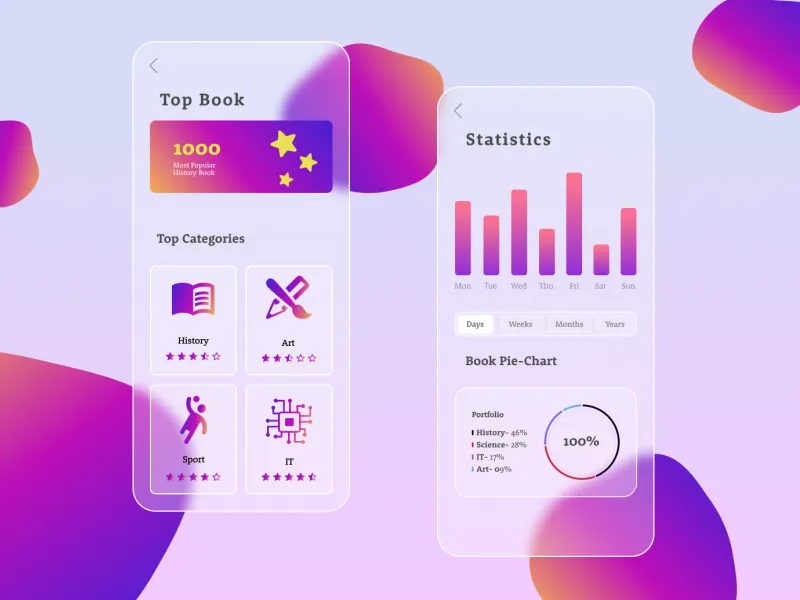 Top Book
1000
Most Popular
History Book
Top Categories
History
Art
Sport
IT
Statistics
Mon Tue Wed Thu Fri Sat Sun
Days Weeks Months Years
Book Pie-Chart
Portfolio
History- 46%
Science- 28%
IT- 17%
Art- 09%
100%